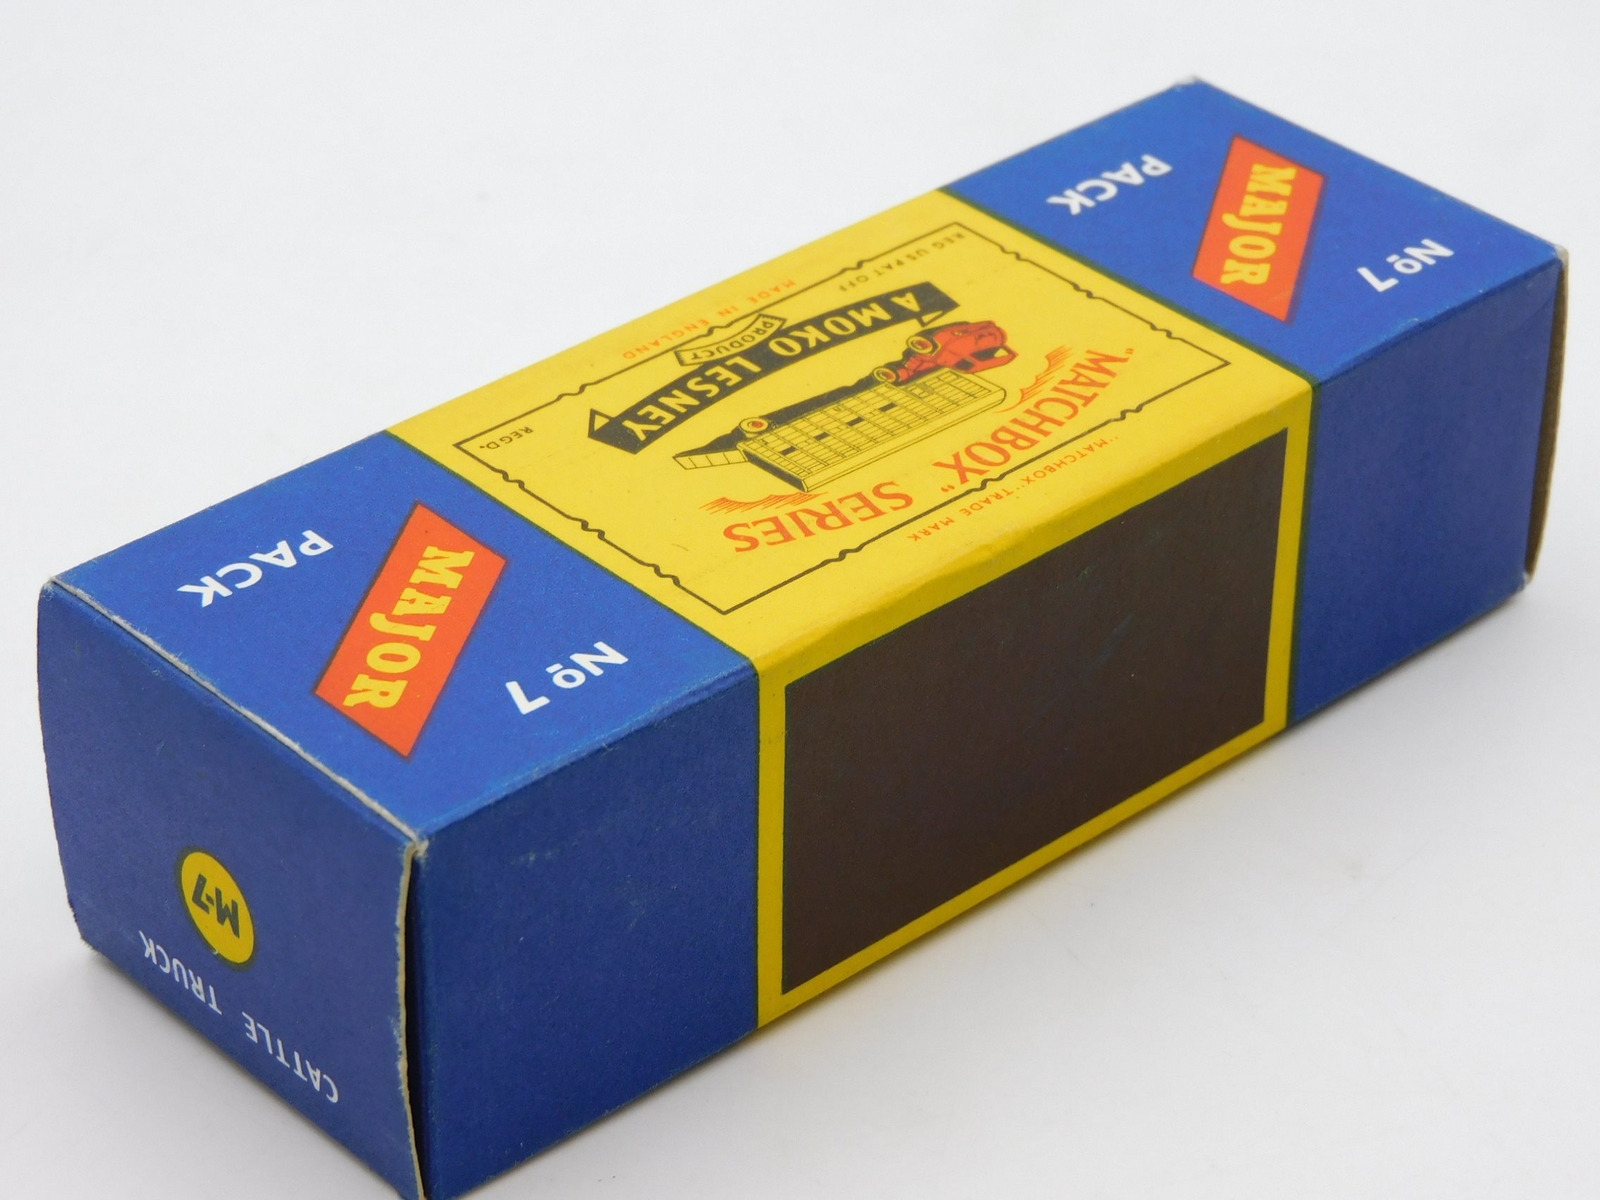 "MATCHBOX" TRADE MARK
"MATCHBOX" SERIES
A MOKO LESNEY
PRODUCT
REG US PAT OFF
MADE IN ENGLAND
REGD.
No 7
MAJOR
PACK
No 7
MAJOR
PACK
CATTLE TRUCK
M-7